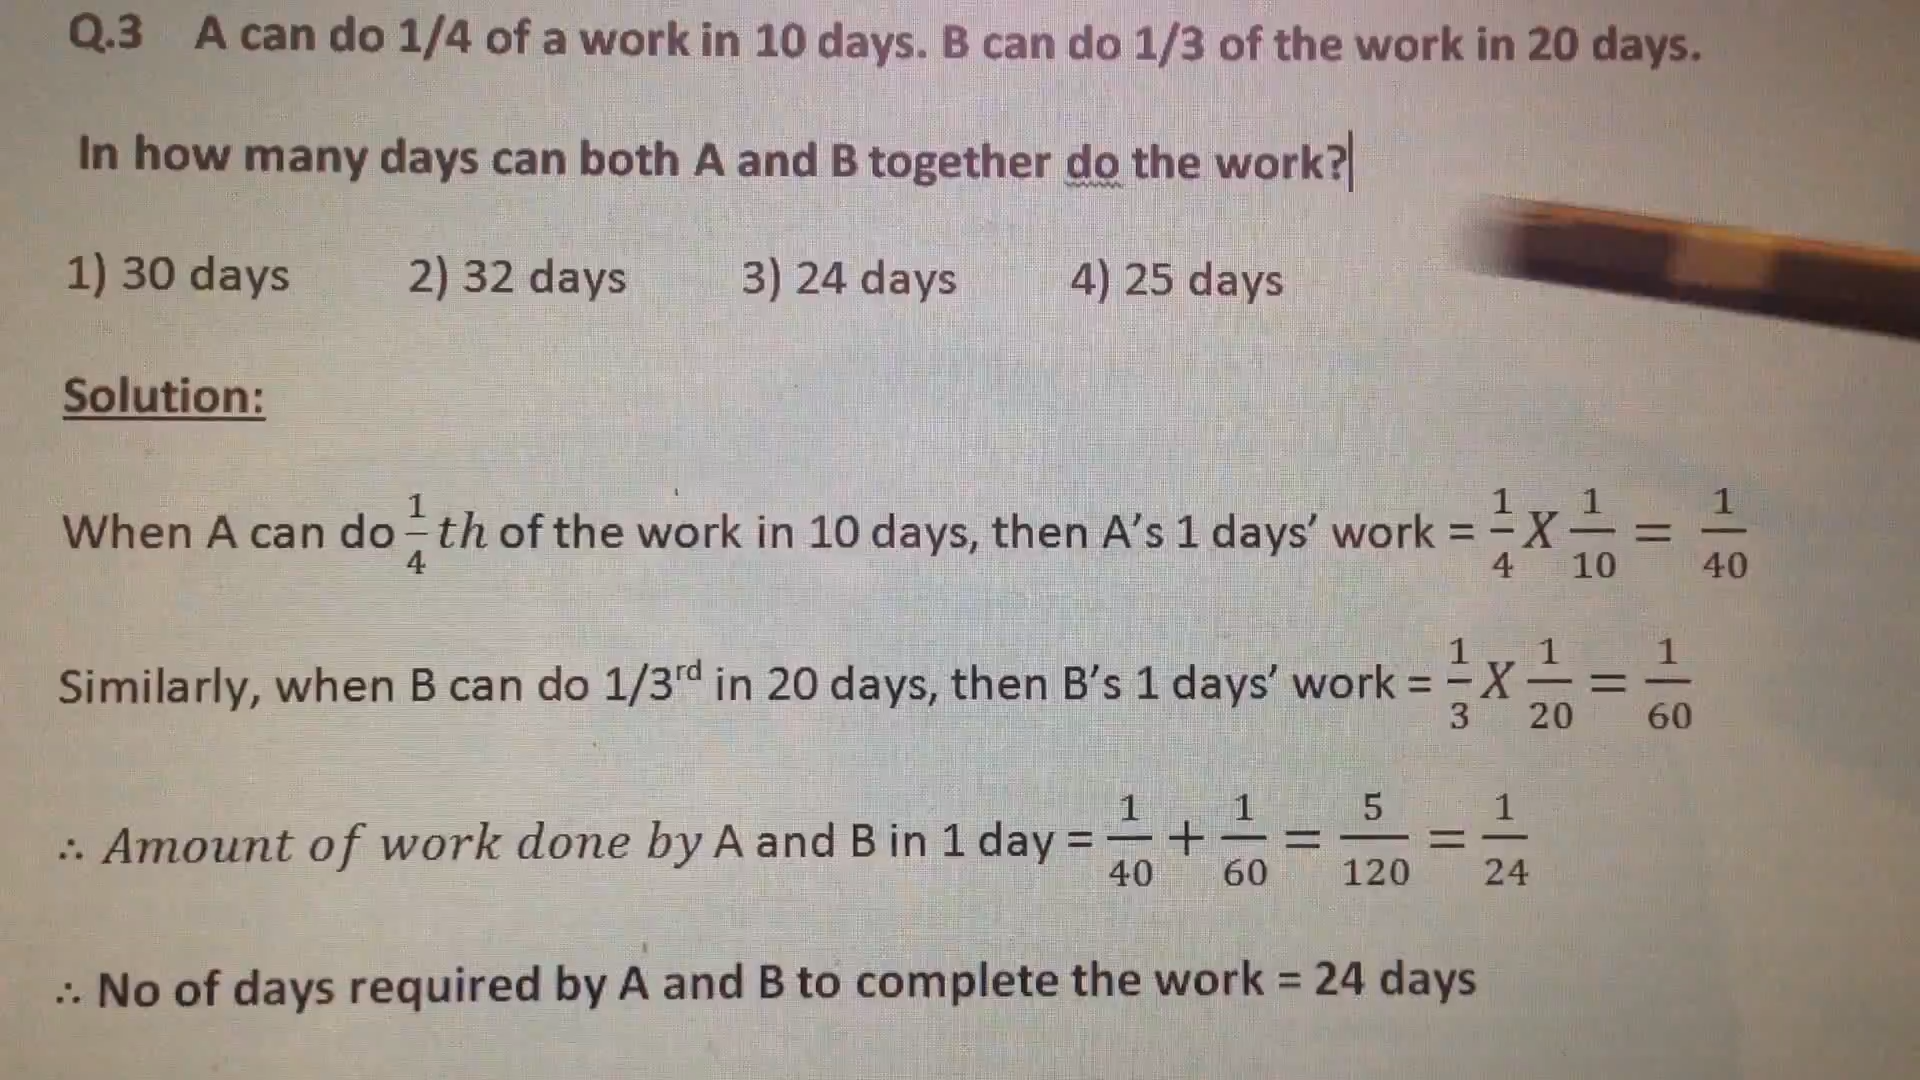 Q.3 A can do 1/4 of a work in 10 days. B can do 1/3 of the work in 20 days.
In how many days can both A and B together do the work?
1) 30 days 2) 32 days 3) 24 days 4) 25 days
Solution:
When A can do 1/4 th of the work in 10 days, then A's 1 days' work = 1/4 X 1/10 = 1/40
Similarly, when B can do 1/3rd in 20 days, then B's 1 days' work = 1/3 X 1/20 = 1/60
∴ Amount of work done by A and B in 1 day = 1/40 + 1/60 = 5/120 = 1/24
∴ No of days required by A and B to complete the work = 24 days